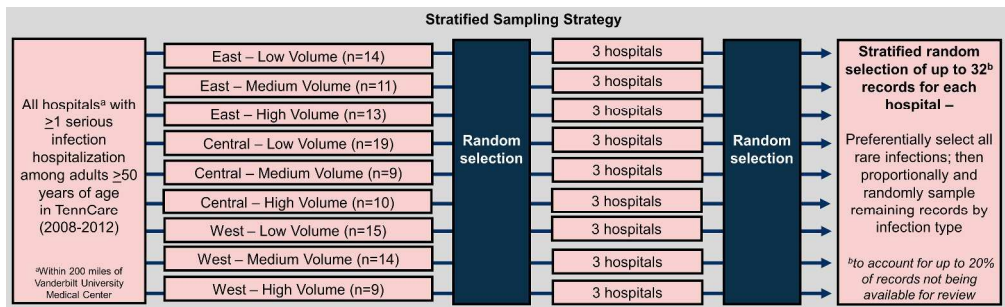 Stratified Sampling Strategy
All hospitalsᵃ with
≥1 serious
infection
hospitalization
among adults ≥50
years of age
in TennCare
(2008-2012)
ᵃWithin 200 miles of
Vanderbilt University
Medical Center
East – Low Volume (n=14)
East – Medium Volume (n=11)
East – High Volume (n=13)
Central – Low Volume (n=19)
Central – Medium Volume (n=9)
Central – High Volume (n=10)
West – Low Volume (n=15)
West – Medium Volume (n=14)
West – High Volume (n=9)
Random
selection
3 hospitals
3 hospitals
3 hospitals
3 hospitals
3 hospitals
3 hospitals
3 hospitals
3 hospitals
3 hospitals
Random
selection
Stratified random
selection of up to 32ᵇ
records for each
hospital –
Preferentially select all
rare infections; then
proportionally and
randomly sample
remaining records by
infection type
ᵇto account for up to 20%
of records not being
available for review